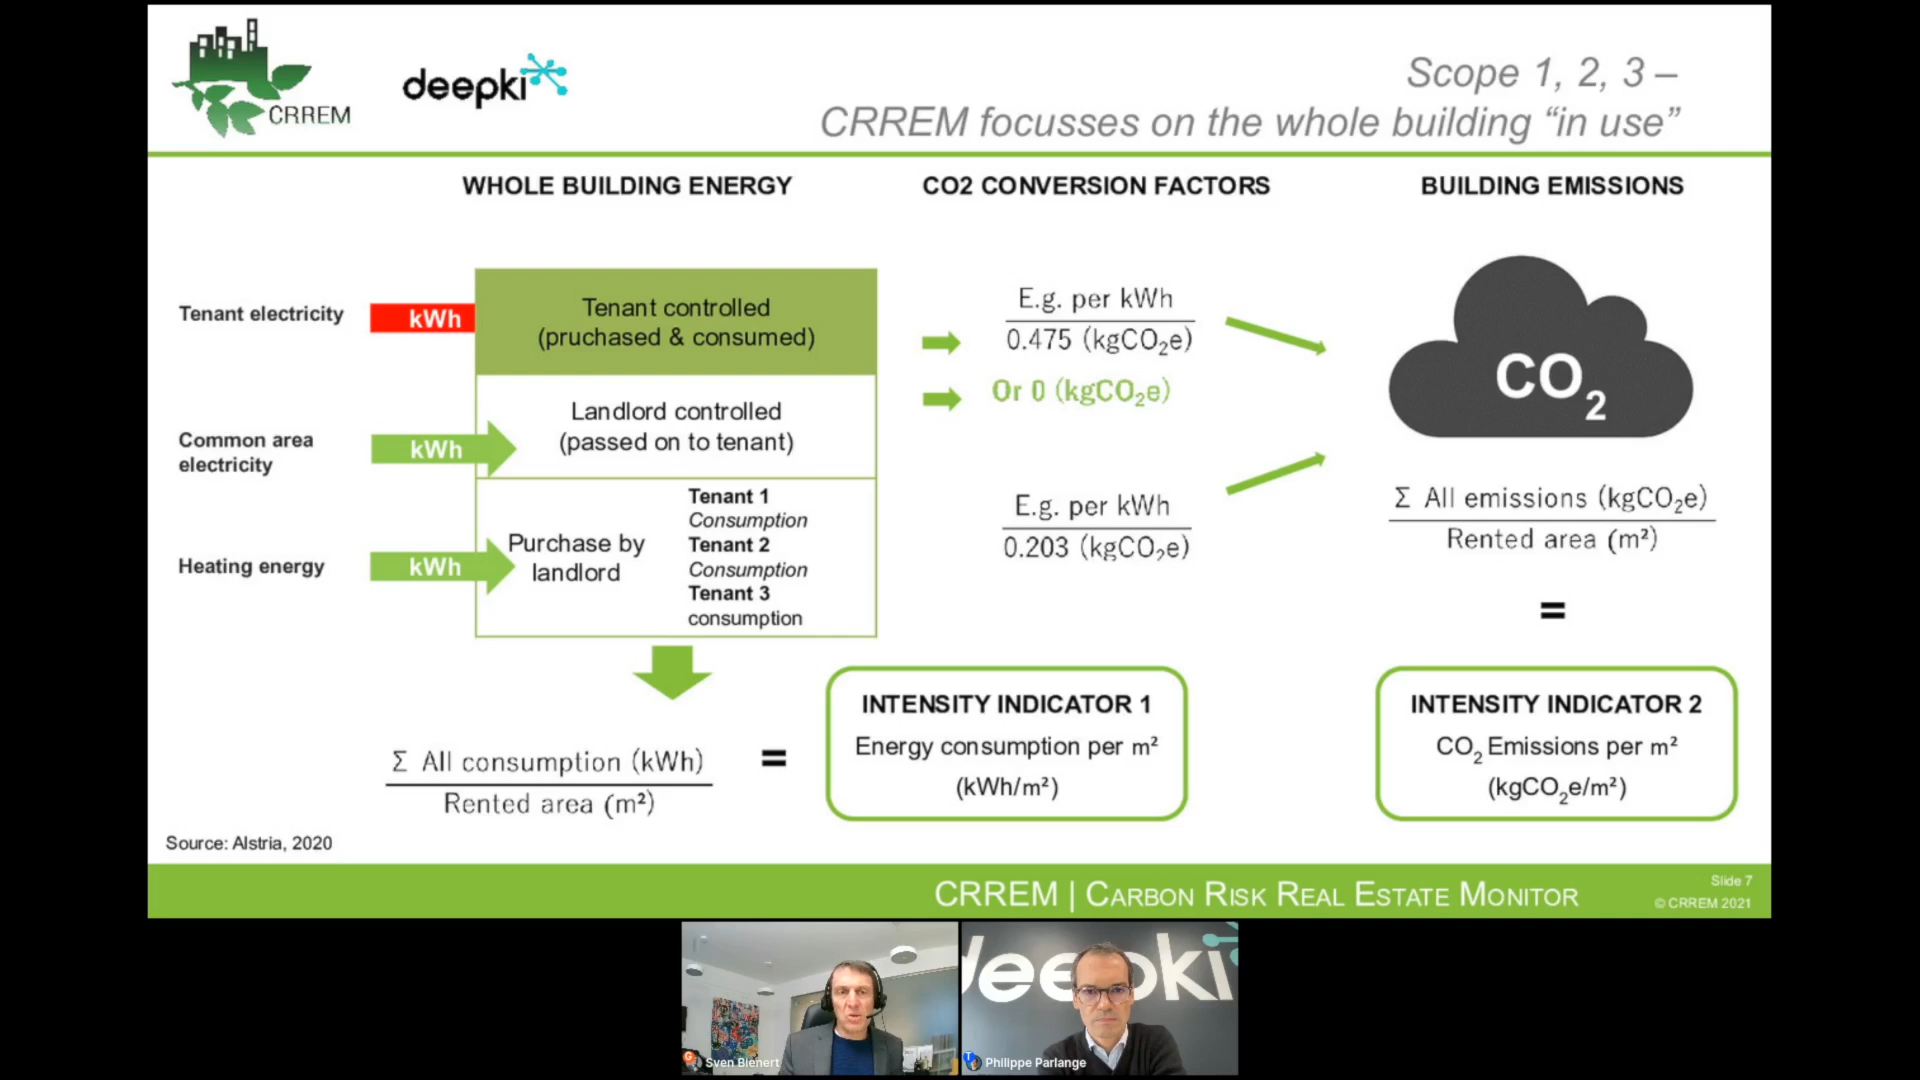 CRREM
deepki
Scope 1, 2, 3 –
CRREM focusses on the whole building “in use”
WHOLE BUILDING ENERGY
CO2 CONVERSION FACTORS
BUILDING EMISSIONS
Tenant electricity
kWh
Tenant controlled
(pruchased & consumed)
Common area
electricity
kWh
Landlord controlled
(passed on to tenant)
Heating energy
kWh
Purchase by
landlord
Tenant 1
Consumption
Tenant 2
Consumption
Tenant 3
consumption
E.g. per kWh
0.475 (kgCO₂e)
Or 0 (kgCO₂e)
E.g. per kWh
0.203 (kgCO₂e)
CO₂
Σ All emissions (kgCO₂e)
Rented area (m²)
=
Σ All consumption (kWh)
Rented area (m²)
=
INTENSITY INDICATOR 1
Energy consumption per m²
(kWh/m²)
INTENSITY INDICATOR 2
CO₂ Emissions per m²
(kgCO₂e/m²)
Source: Alstria, 2020
CRREM | CARBON RISK REAL ESTATE MONITOR
Slide 7
© CRREM 2021
deepki
Sven Bienert
Philippe Parlange